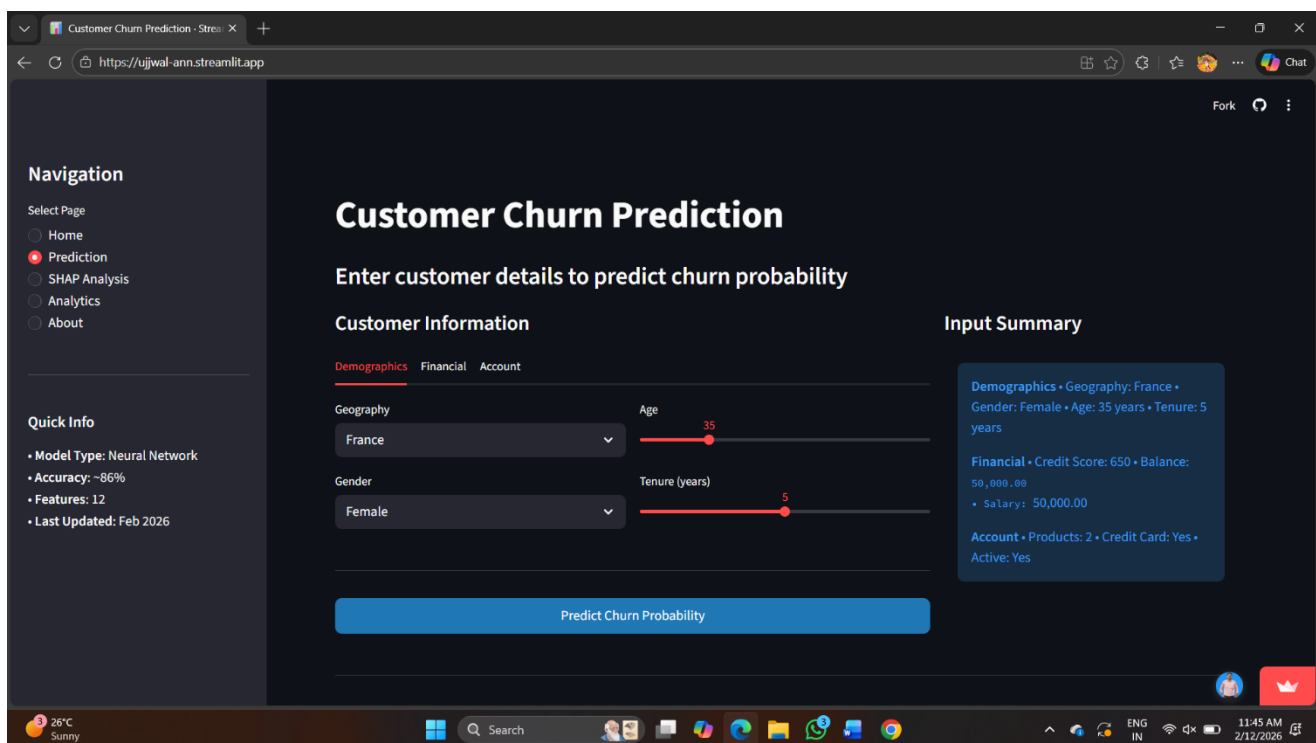 Customer Churn Prediction · Strea
https://ujjwal-ann.streamlit.app
Chat
Fork
Navigation
Select Page
Home
Prediction
SHAP Analysis
Analytics
About
Quick Info
• Model Type: Neural Network
• Accuracy: ~86%
• Features: 12
• Last Updated: Feb 2026
Customer Churn Prediction
Enter customer details to predict churn probability
Customer Information
Demographics Financial Account
Geography
France
Age
35
Gender
Female
Tenure (years)
5
Predict Churn Probability
Input Summary
Demographics • Geography: France •
Gender: Female • Age: 35 years • Tenure: 5
years
Financial • Credit Score: 650 • Balance:
50,000.00
• Salary: 50,000.00
Account • Products: 2 • Credit Card: Yes •
Active: Yes
3
26°C
Sunny
Search
3
ENG
IN
11:45 AM
2/12/2026